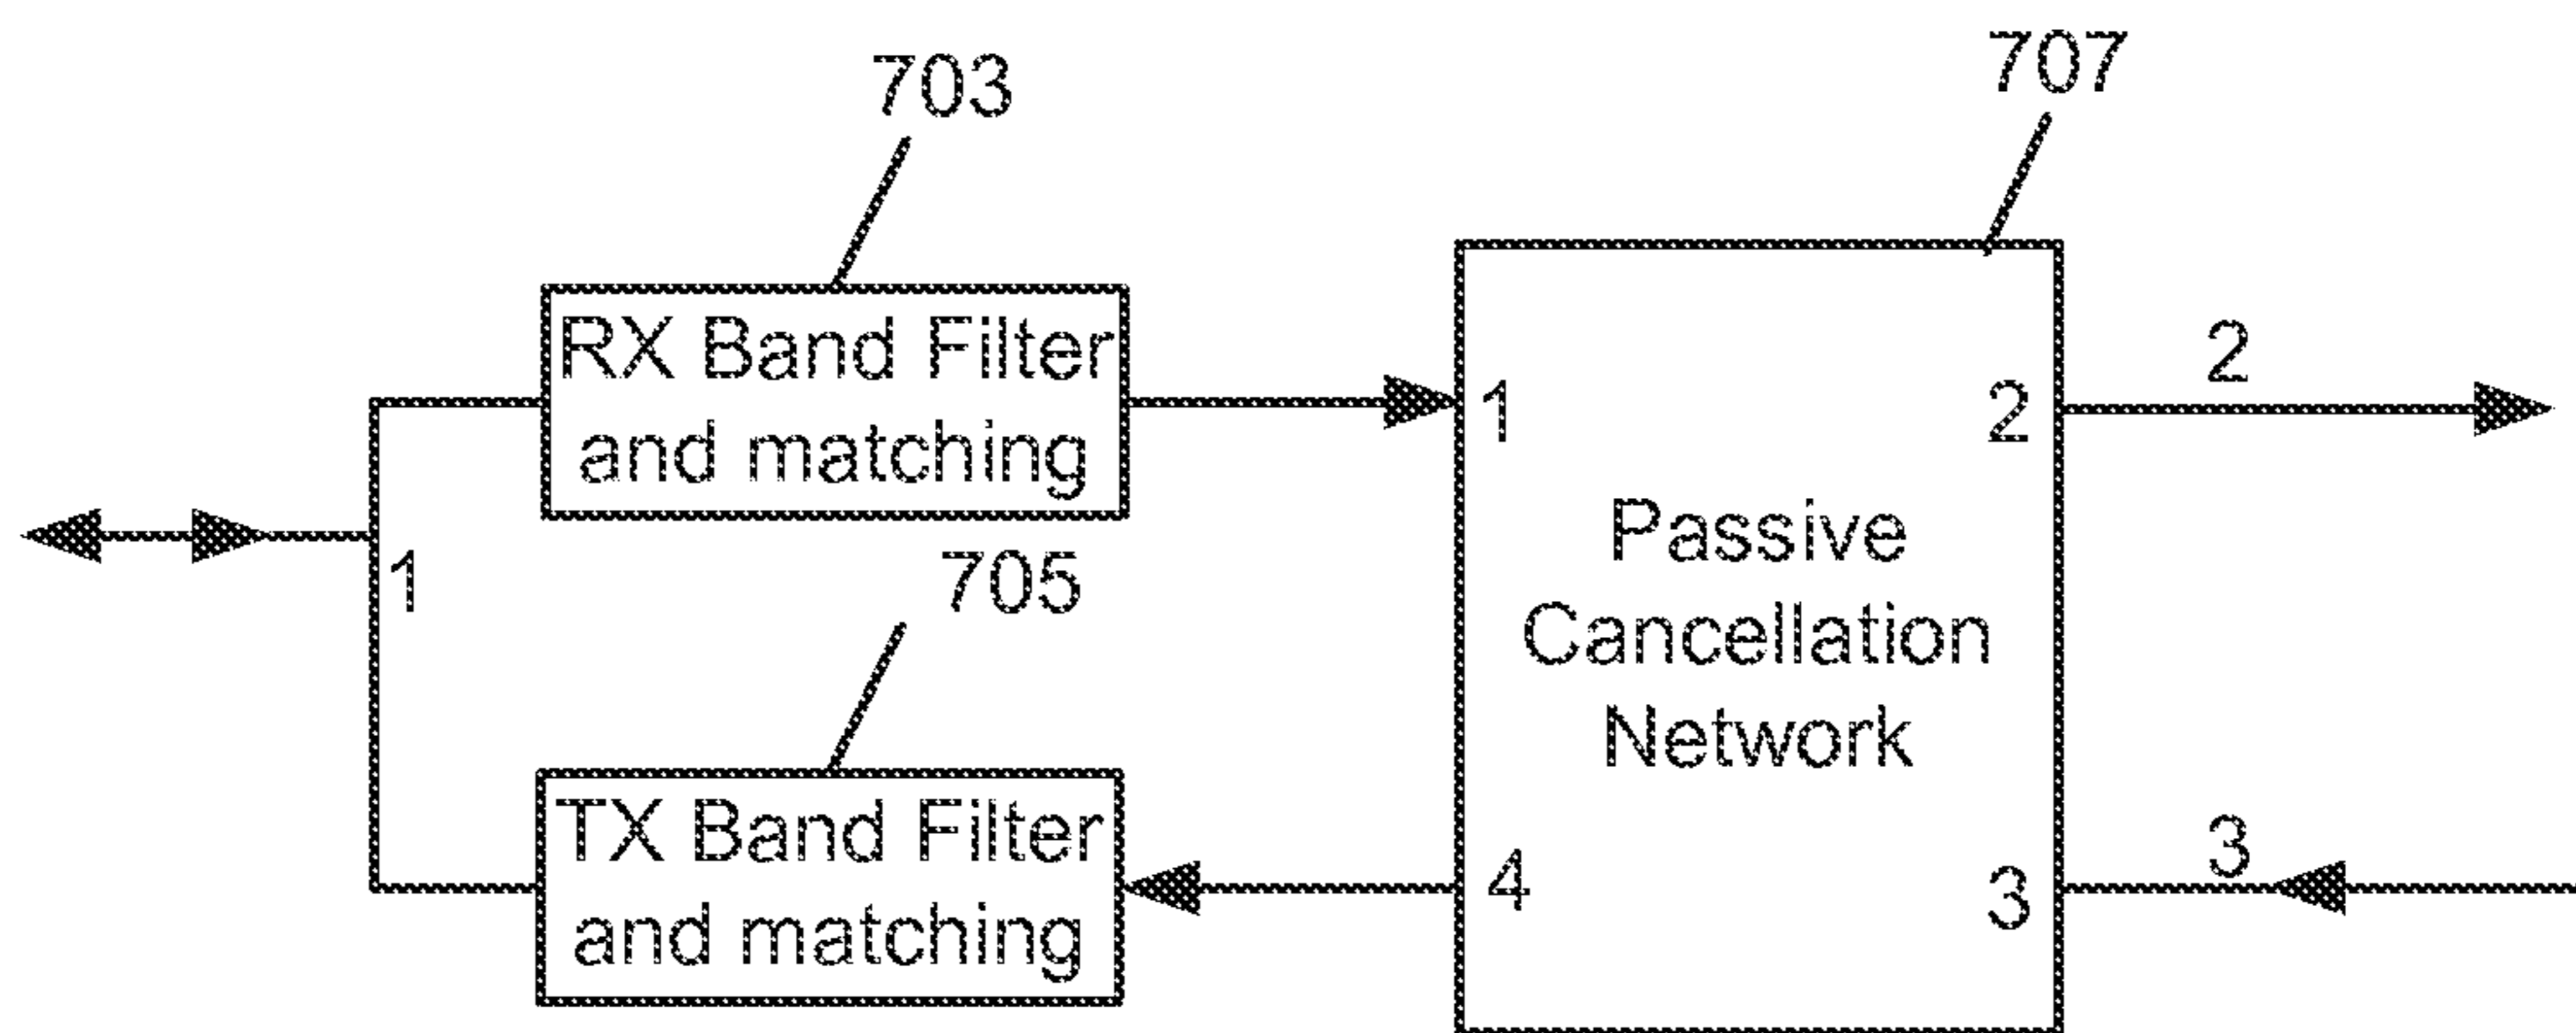 703
707
RX Band Filter
and matching
1
2
2
1
705
Passive
Cancellation
Network
TX Band Filter
and matching
4
3
3